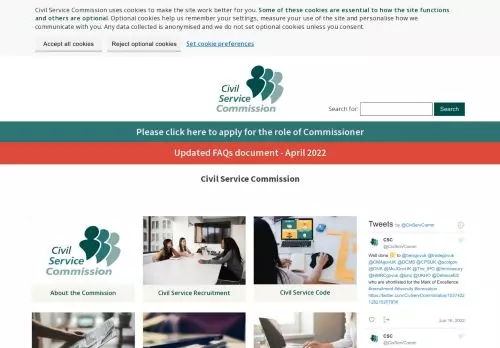 Civil Service Commission uses cookies to make the site work better for you. Some of these cookies are essential to how the site functions
and others are optional. Optional cookies help us remember your settings, measure your use of the site and personalise how we
communicate with you. Any data collected is anonymised and we do not set optional cookies unless you consent.
Accept all cookies
Reject optional cookies
Set cookie preferences
Civil
Service
Commission
Search for:
Search
Please click here to apply for the role of Commissioner
Updated FAQs document - April 2022
Civil Service Commission
Civil
Service
Commission
About the Commission
Civil Service Recruitment
Civil Service Code
Tweets by @CivServComm
CSC
@CivServComm
Well done
who are shortlisted for the Mark of Excellence
#recruitment #diversity #innovation
Jun 16, 2022
CSC
@CivServComm